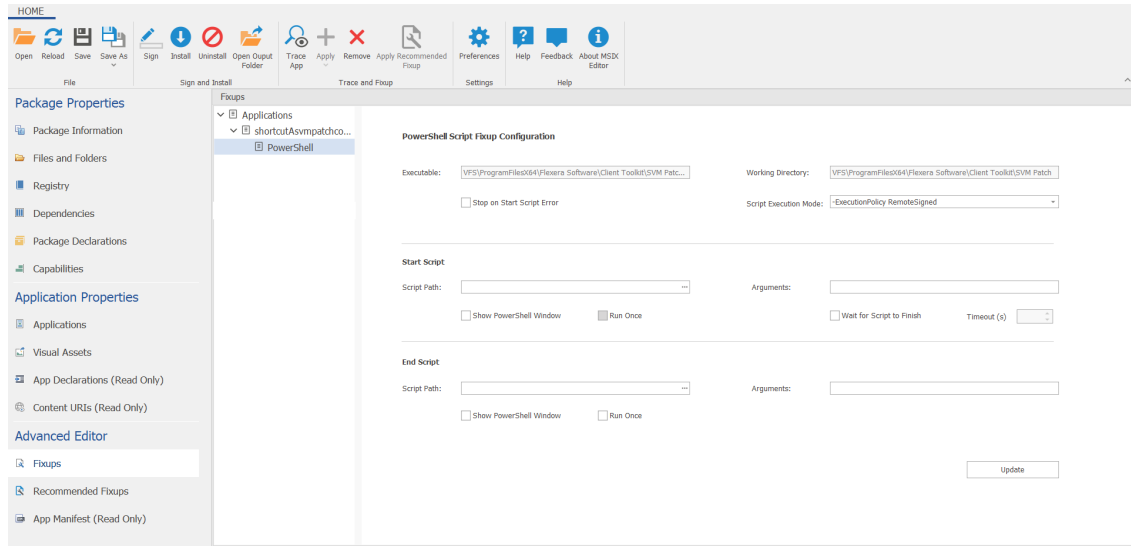 HOME
Open Reload Save Save As Sign Install Uninstall Open Ouput Folder Trace App Apply Remove Apply Recommended Fixup Preferences Help Feedback About MSIX Editor
File Sign and Install Trace and Fixup Settings Help
Package Properties
Package Information
Files and Folders
Registry
Dependencies
Package Declarations
Capabilities
Application Properties
Applications
Visual Assets
App Declarations (Read Only)
Content URIs (Read Only)
Advanced Editor
Fixups
Recommended Fixups
App Manifest (Read Only)
Fixups
Applications
shortcutAsvmpatchco...
PowerShell
PowerShell Script Fixup Configuration
Executable: VFS\ProgramFilesX64\Flexera Software\Client Toolkit\SVM Patc... Working Directory: VFS\ProgramFilesX64\Flexera Software\Client Toolkit\SVM Patch
Stop on Start Script Error Script Execution Mode: -ExecutionPolicy RemoteSigned
Start Script
Script Path: ... Arguments:
Show PowerShell Window Run Once Wait for Script to Finish Timeout (s)
End Script
Script Path: ... Arguments:
Show PowerShell Window Run Once
Update